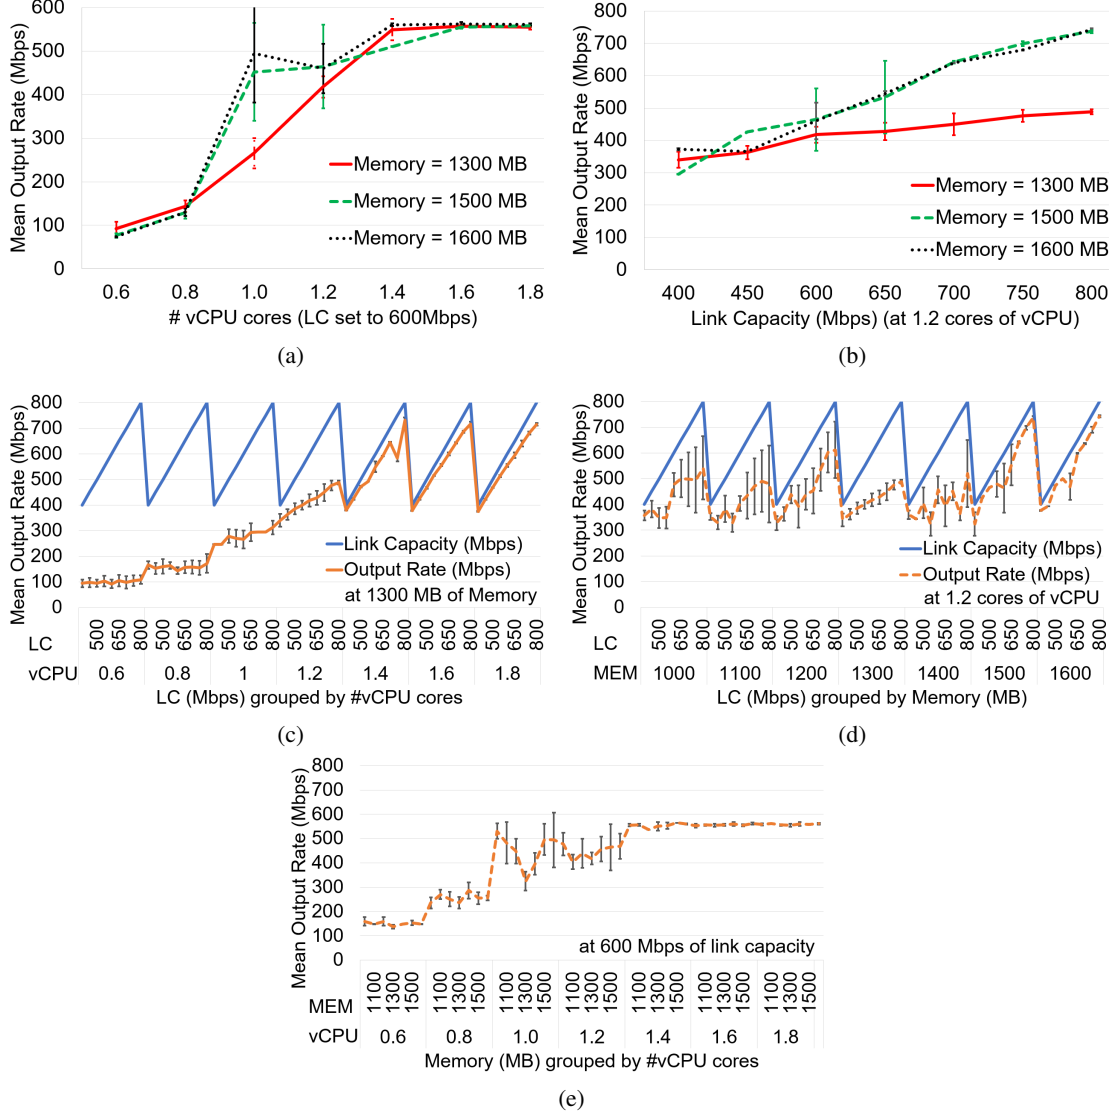 Mean Output Rate (Mbps)
600
500
400
300
200
100
0
Memory = 1300 MB
Memory = 1500 MB
Memory = 1600 MB
0.6 0.8 1.0 1.2 1.4 1.6 1.8
# vCPU cores (LC set to 600Mbps)
(a)
Mean Output Rate (Mbps)
800
700
600
500
400
300
200
100
0
Memory = 1300 MB
Memory = 1500 MB
Memory = 1600 MB
400 450 600 650 700 750 800
Link Capacity (Mbps) (at 1.2 cores of vCPU)
(b)
Mean Output Rate (Mbps)
800
700
600
500
400
300
200
100
0
Link Capacity (Mbps)
Output Rate (Mbps)
at 1300 MB of Memory
LC 500 650 800 500 650 800 500 650 800 500 650 800 500 650 800 500 650 800 500 650 800
vCPU 0.6 0.8 1 1.2 1.4 1.6 1.8
LC (Mbps) grouped by #vCPU cores
(c)
Mean Output Rate (Mbps)
800
700
600
500
400
300
200
100
0
Link Capacity (Mbps)
Output Rate (Mbps)
at 1.2 cores of vCPU
LC 500 650 800 500 650 800 500 650 800 500 650 800 500 650 800 500 650 800 500 650 800
MEM 1000 1100 1200 1300 1400 1500 1600
LC (Mbps) grouped by Memory (MB)
(d)
Mean Output Rate (Mbps)
800
700
600
500
400
300
200
100
0
at 600 Mbps of link capacity
MEM 1100 1300 1500 1100 1300 1500 1100 1300 1500 1100 1300 1500 1100 1300 1500 1100 1300 1500 1100 1300 1500
vCPU 0.6 0.8 1.0 1.2 1.4 1.6 1.8
Memory (MB) grouped by #vCPU cores
(e)